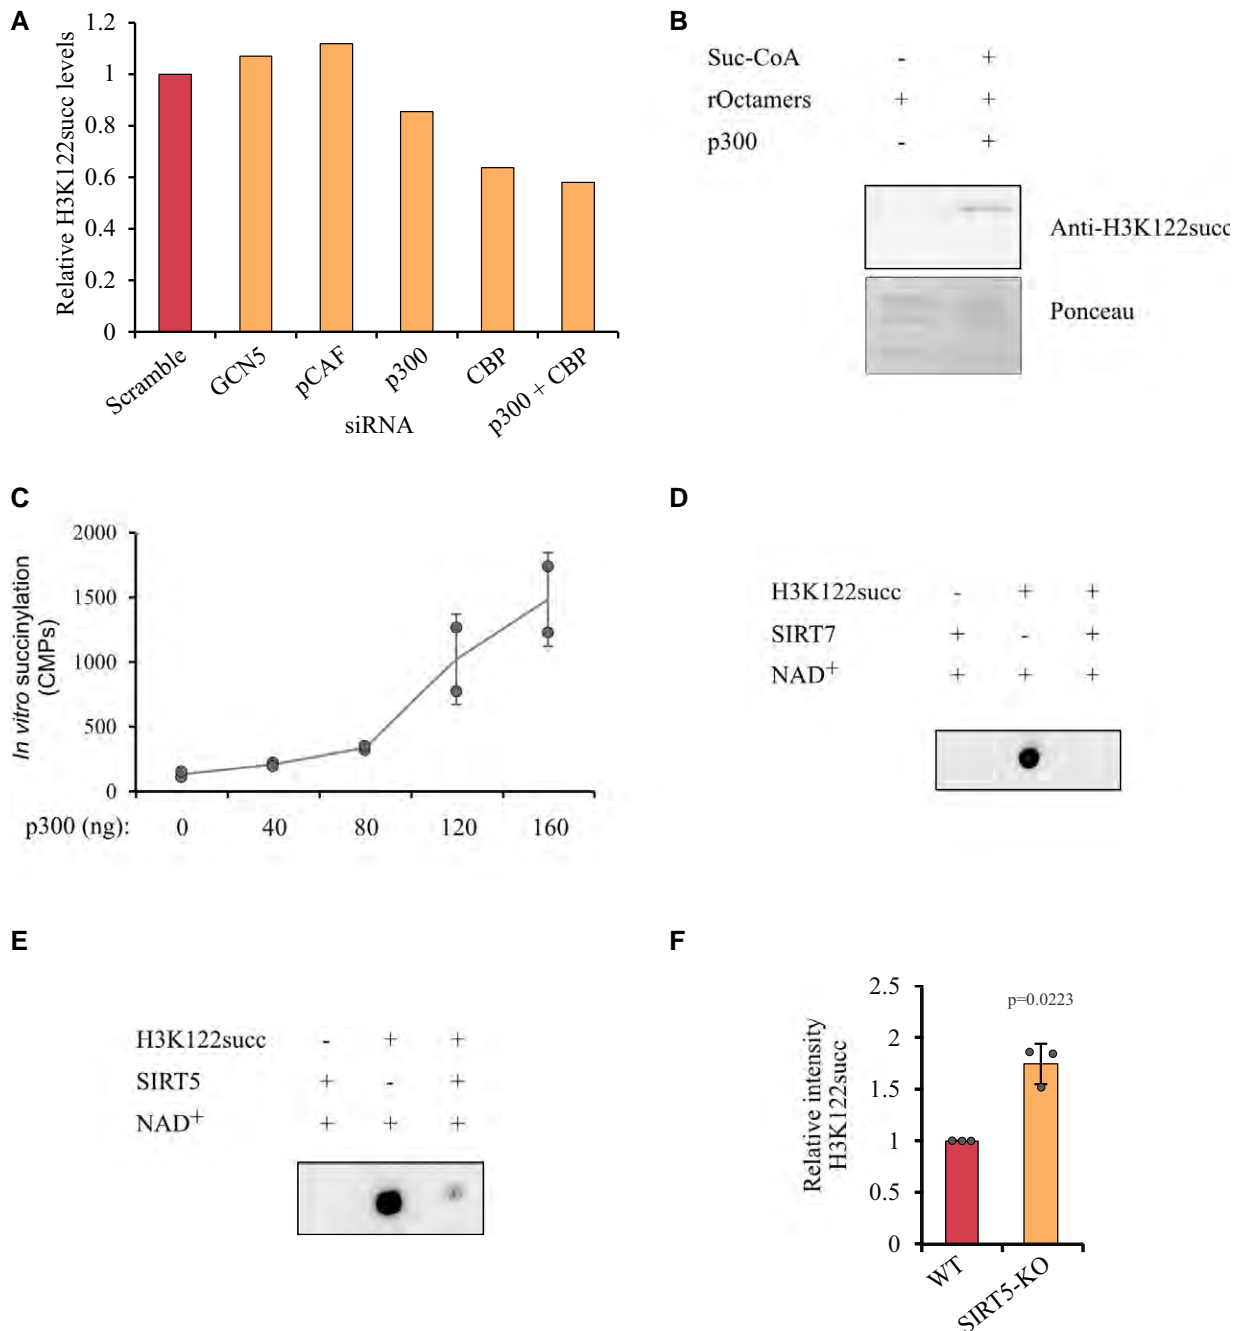 A
Relative H3K122succ levels
1.2
1
0.8
0.6
0.4
0.2
0
Scramble
GCN5
pCAF
p300
CBP
p300 + CBP
siRNA
B
Suc-CoA - +
rOctamers + +
p300 - +
Anti-H3K122succ
Ponceau
C
In vitro succinylation
(CMPs)
2000
1500
1000
500
0
p300 (ng): 0 40 80 120 160
D
H3K122succ - + +
SIRT7 + - +
NAD+ + + +
E
H3K122succ - + +
SIRT5 + - +
NAD+ + + +
F
Relative intensity
H3K122succ
2.5
2
1.5
1
0.5
0
p=0.0223
WT
SIRT5-KO